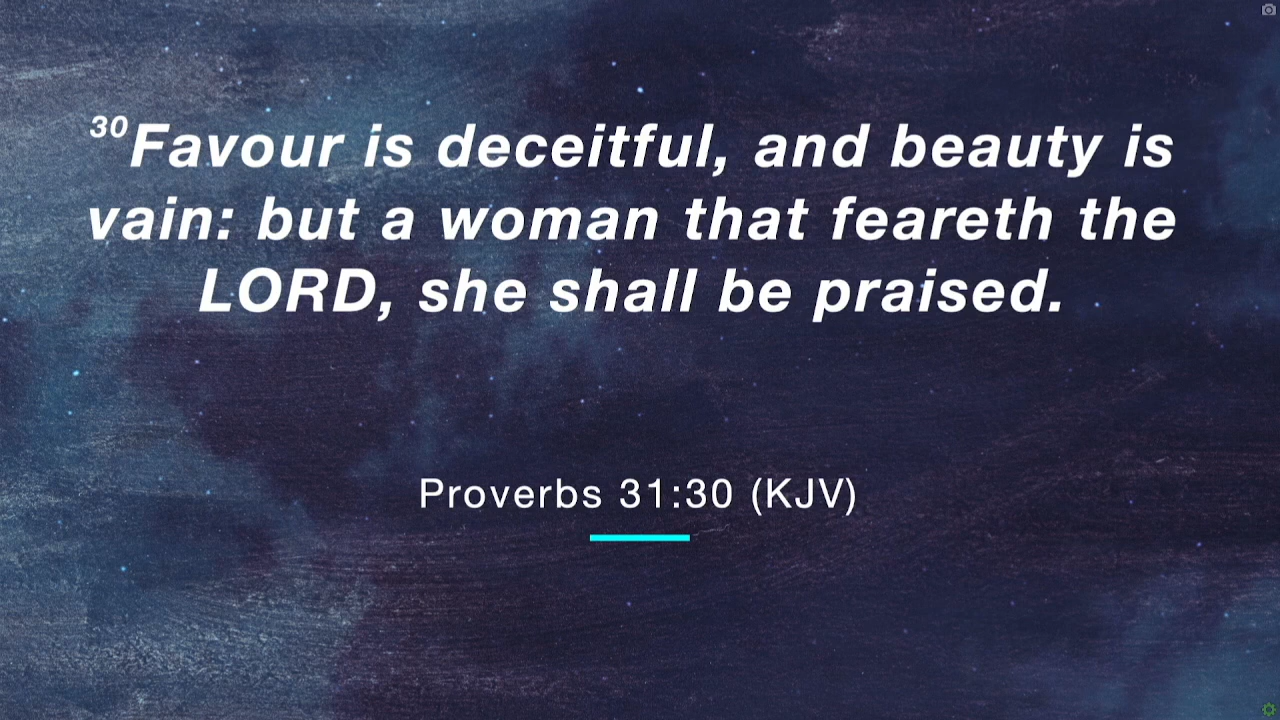 30Favour is deceitful, and beauty is
vain: but a woman that feareth the
LORD, she shall be praised.
Proverbs 31:30 (KJV)